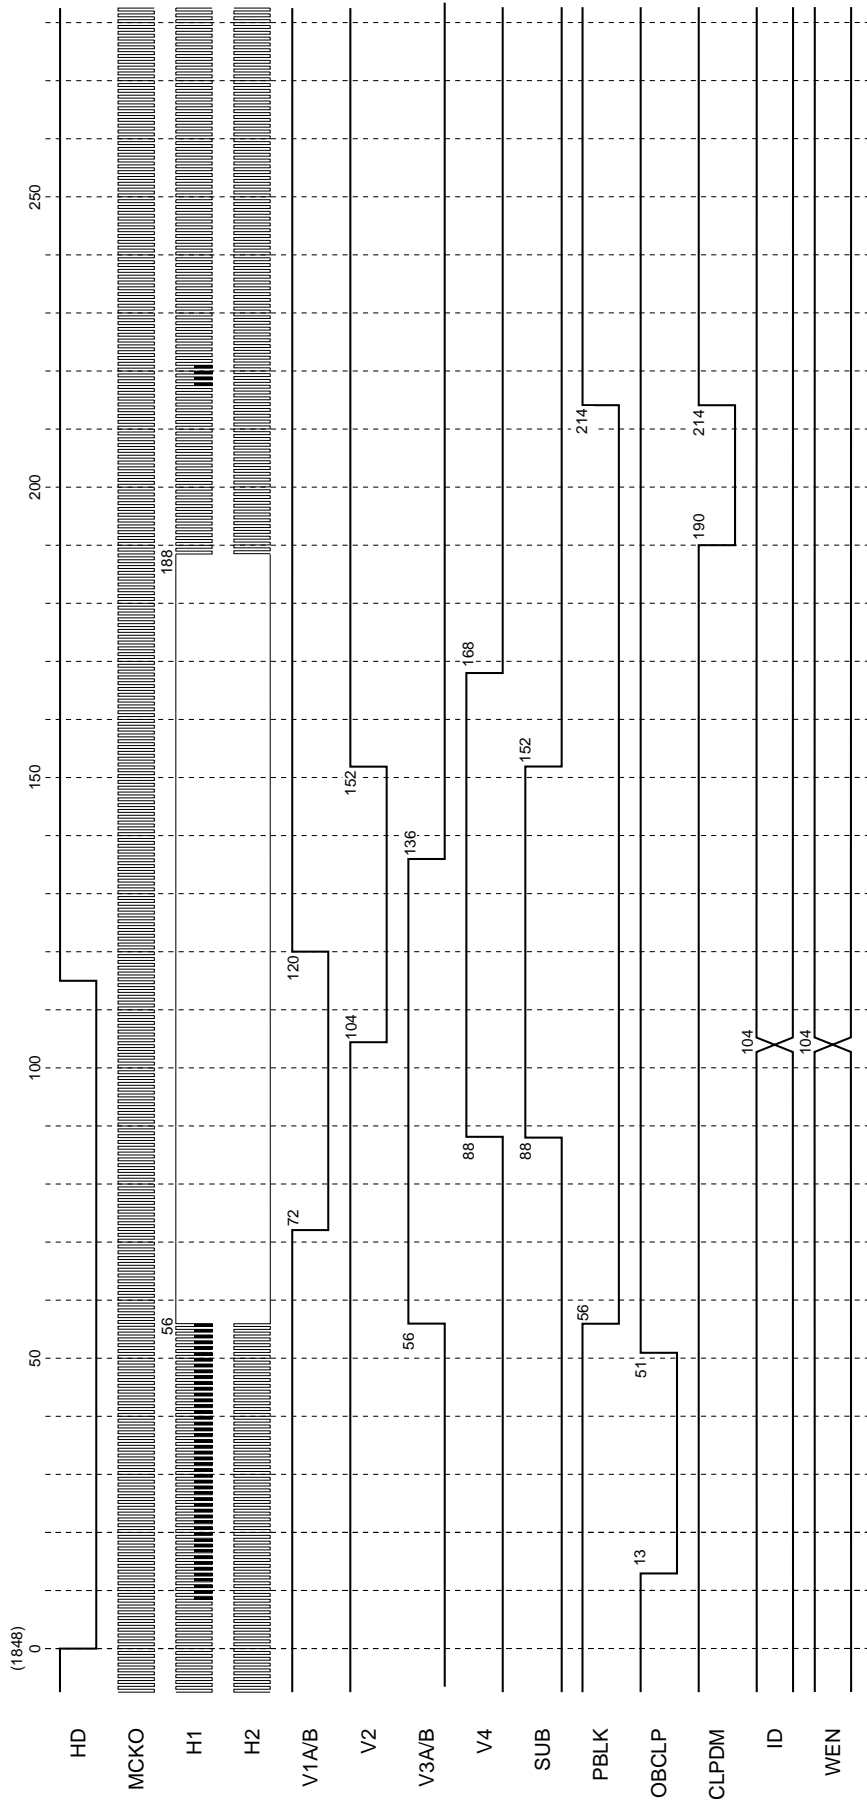 (1848)
0
50
100
150
200
250
HD
MCKO
H1
56
188
H2
V1A/B
72
120
V2
104
152
V3A/B
56
136
V4
88
168
SUB
88
152
PBLK
56
214
OBCLP
13
51
CLPDM
190
214
ID
104
WEN
104